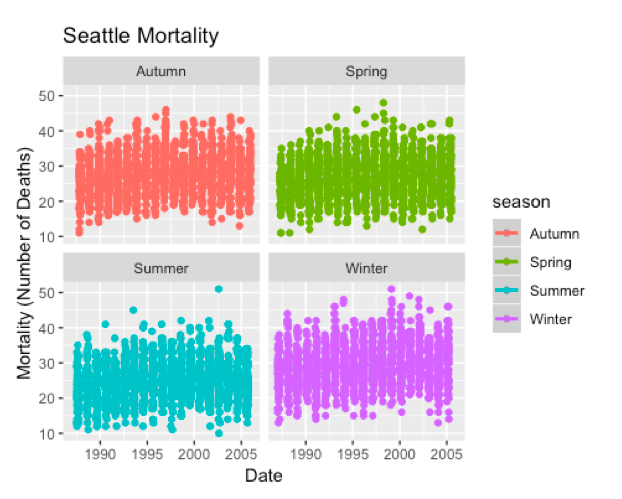 Seattle Mortality
Autumn
Spring
50
40
30
20
10
Summer
Winter
50
40
30
20
10
1990 1995 2000 2005
1990 1995 2000 2005
Mortality (Number of Deaths)
Date
season
Autumn
Spring
Summer
Winter